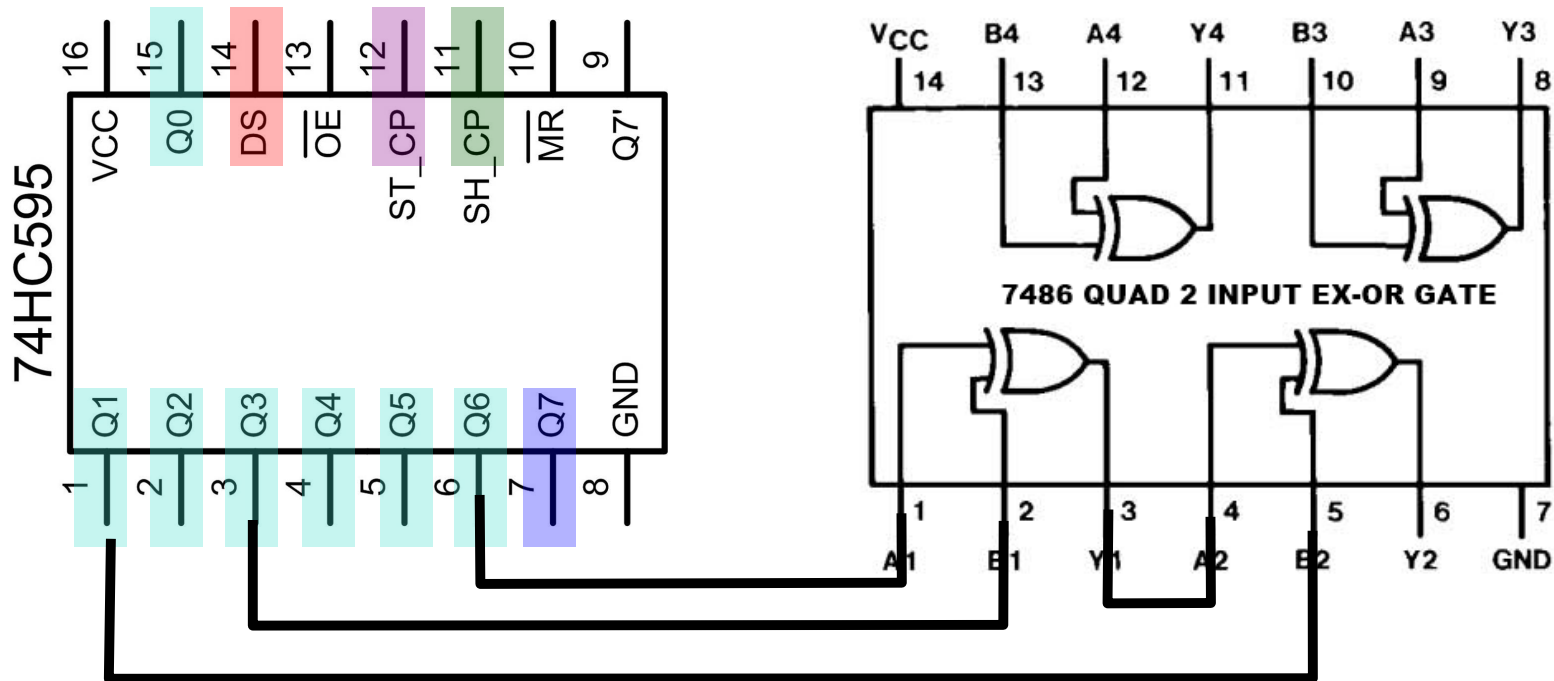 74HC595
16 15 14 13 12 11 10 9
VCC Q0 DS OE ST_CP SH_CP MR Q7'
Q1 Q2 Q3 Q4 Q5 Q6 Q7 GND
1 2 3 4 5 6 7 8
VCC B4 A4 Y4 B3 A3 Y3
14 13 12 11 10 9 8
7486 QUAD 2 INPUT EX-OR GATE
1 2 3 4 5 6 7
A1 B1 Y1 A2 B2 Y2 GND